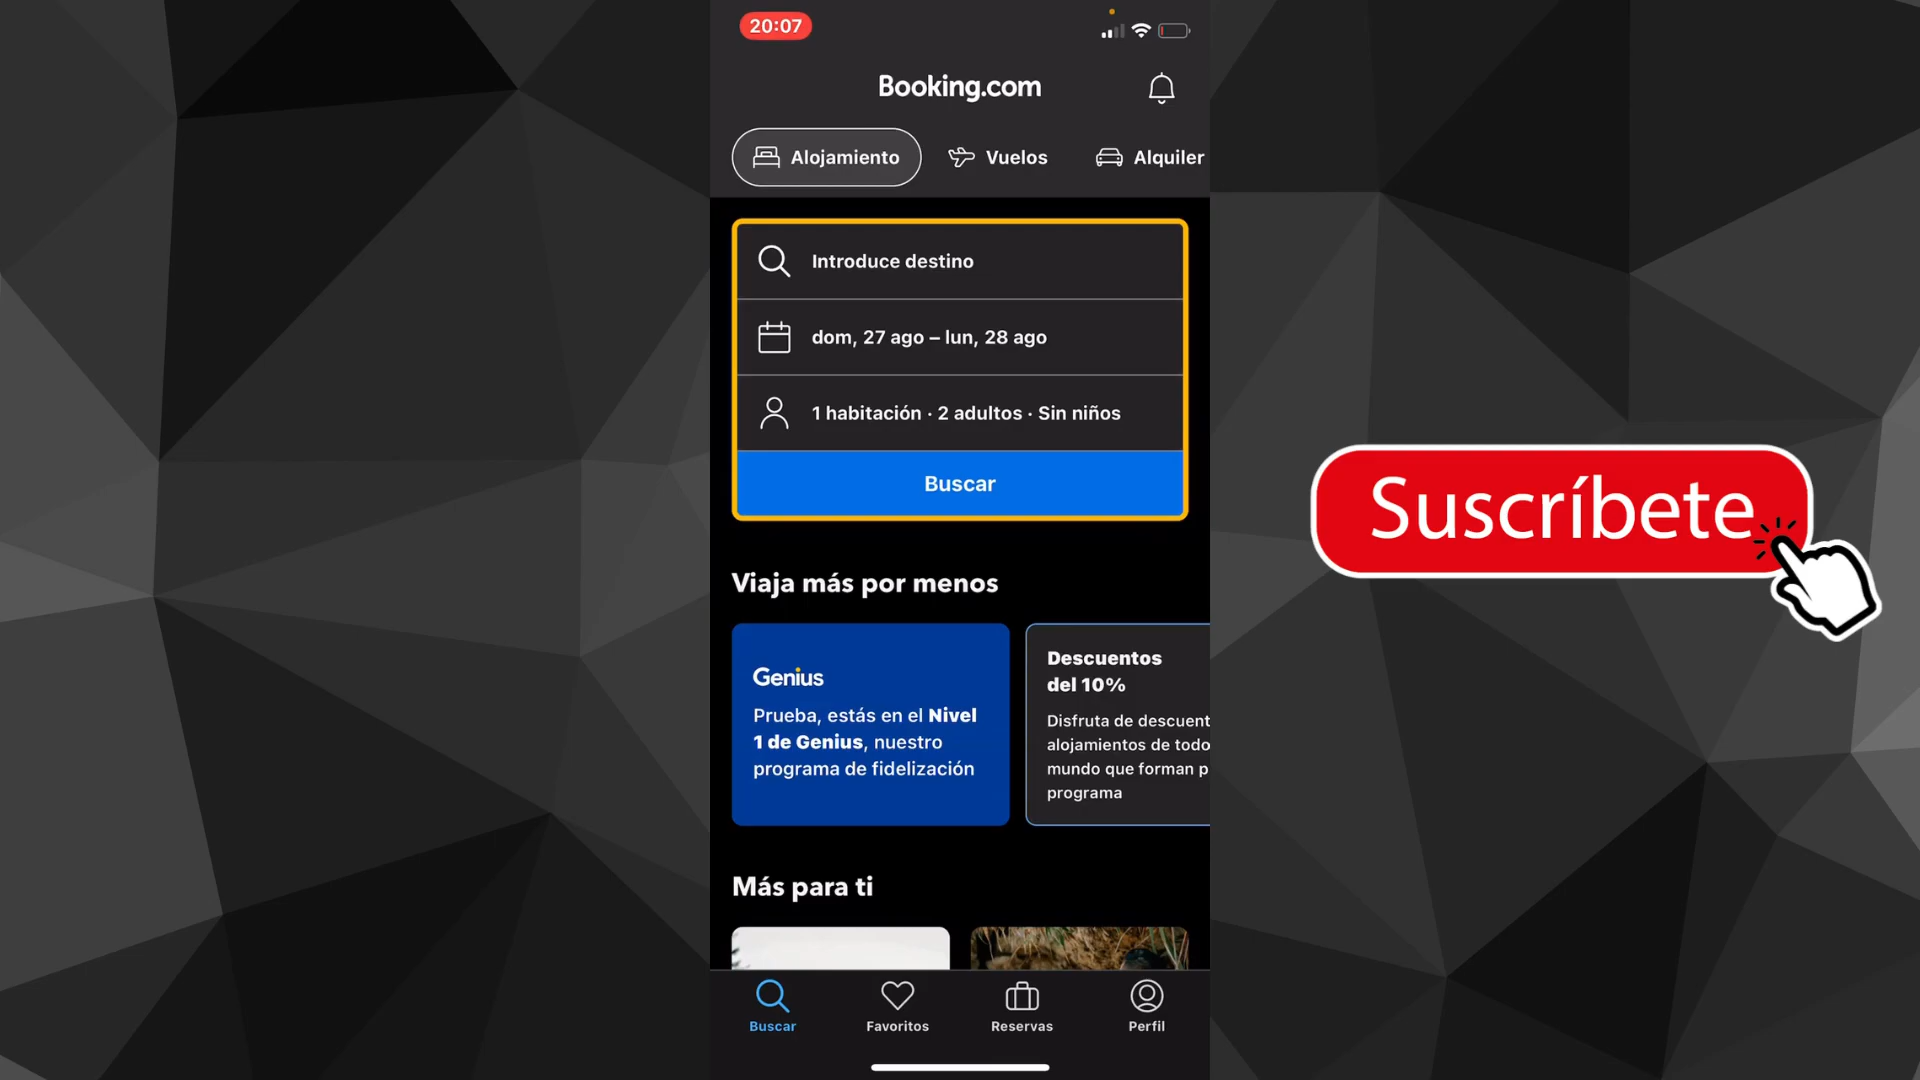 20:07
Booking.com
Alojamiento
Vuelos
Alquiler
Introduce destino
dom, 27 ago – lun, 28 ago
1 habitación · 2 adultos · Sin niños
Buscar
Suscríbete
Viaja más por menos
Genius
Prueba, estás en el Nivel
1 de Genius, nuestro
programa de fidelización
Descuentos
del 10%
Disfruta de descuent
alojamientos de todo
mundo que forman p
programa
Más para ti
Buscar
Favoritos
Reservas
Perfil